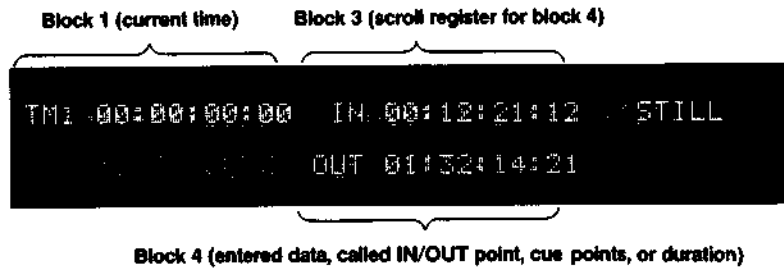 Block 1 (current time) Block 3 (scroll register for block 4)
TM1 00:00:00:00 IN 00:12:21:12 STILL
OUT 01:32:14:21
Block 4 (entered data, called IN/OUT point, cue points, or duration)